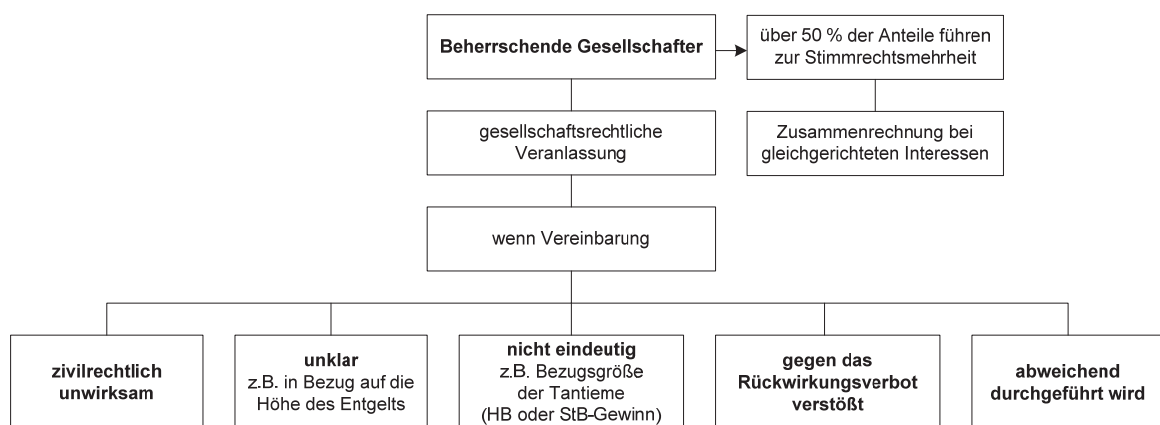 Beherrschende Gesellschafter
über 50 % der Anteile führen
zur Stimmrechtsmehrheit
gesellschaftsrechtliche
Veranlassung
Zusammenrechnung bei
gleichgerichteten Interessen
wenn Vereinbarung
zivilrechtlich
unwirksam
unklar
z.B. in Bezug auf die
Höhe des Entgelts
nicht eindeutig
z.B. Bezugsgröße
der Tantieme
(HB oder StB-Gewinn)
gegen das
Rückwirkungsverbot
verstößt
abweichend
durchgeführt wird